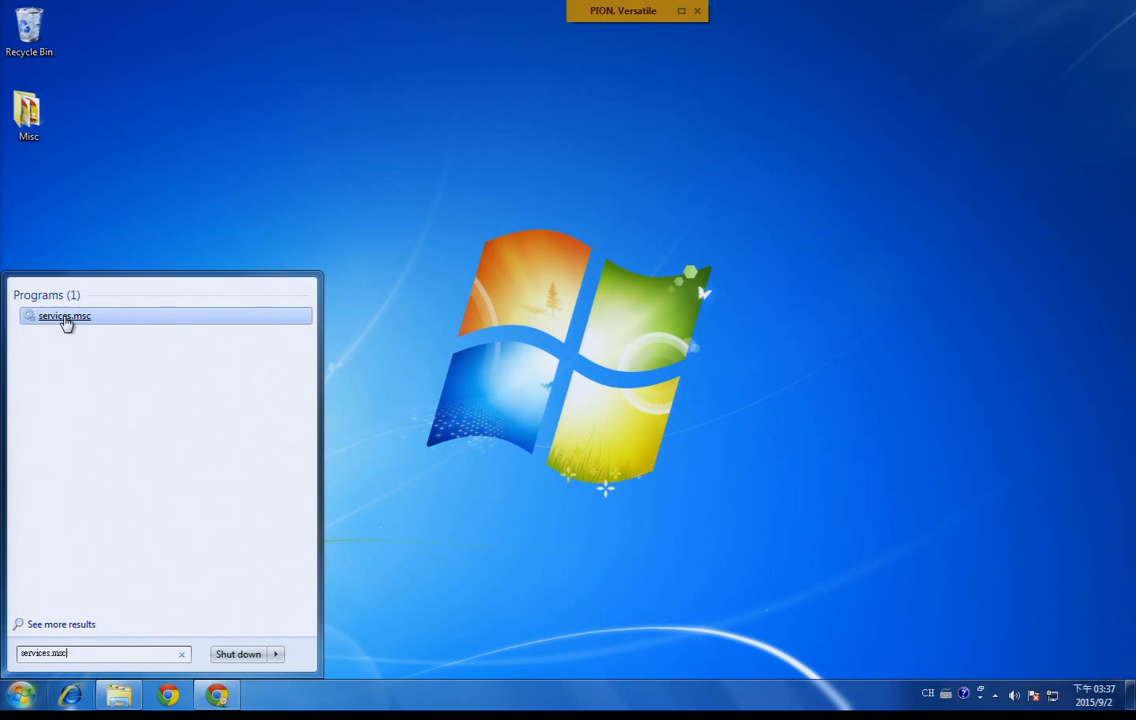 PION, Versatile
Recycle Bin
Misc
Programs (1)
services.msc
See more results
services.msc
Shut down
CH
下午 03:37
2015/9/2